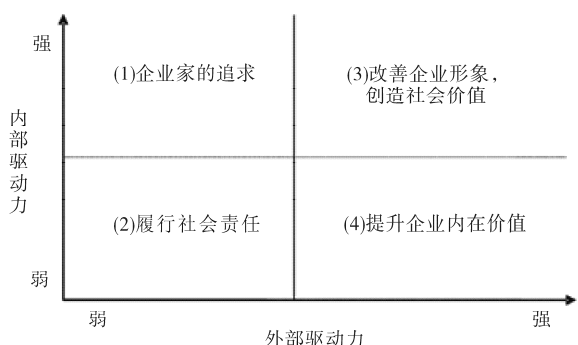 强
(1)企业家的追求
(3)改善企业形象，
创造社会价值
内部驱动力
(2)履行社会责任
(4)提升企业内在价值
弱
弱
强
外部驱动力